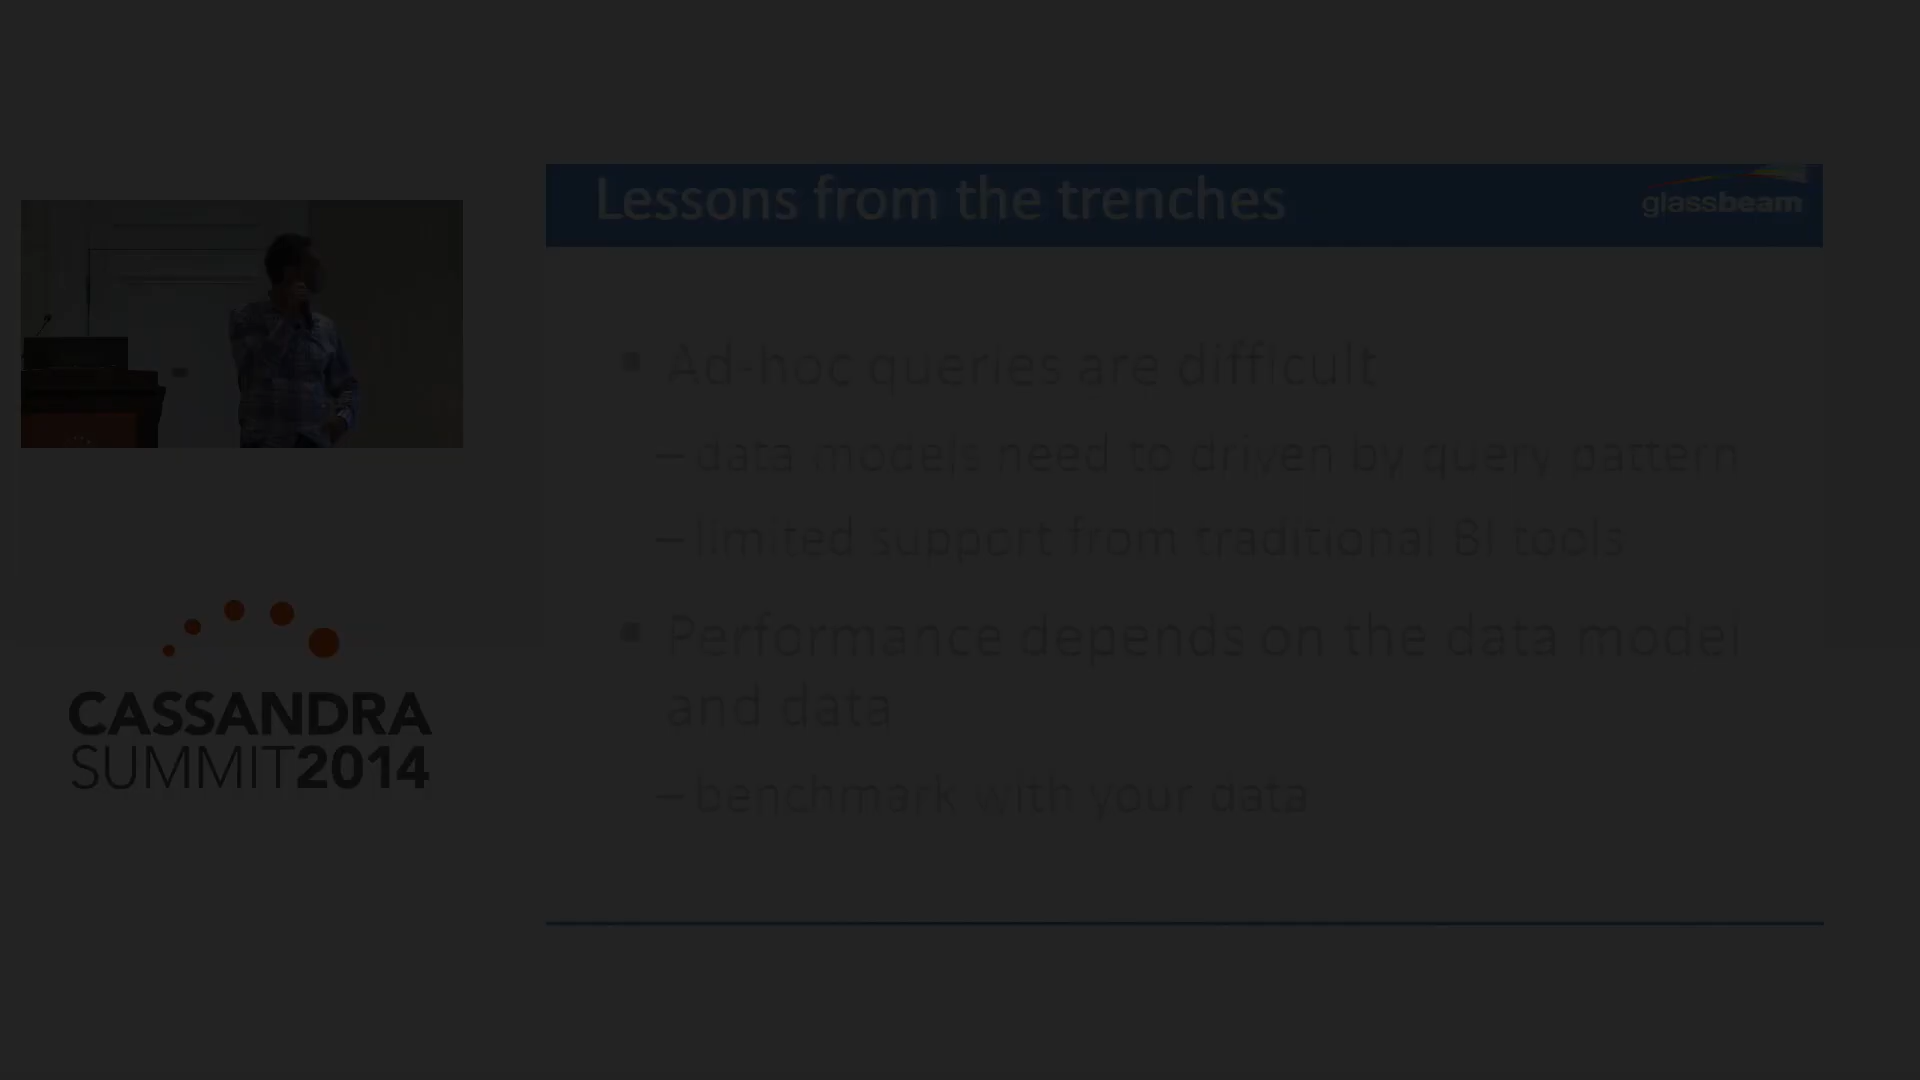 Lessons from the trenches
glassbeam
Ad-hoc queries are difficult
– data models need to driven by query pattern
– limited support from traditional BI tools
Performance depends on the data model
and data
– benchmark with your data
CASSANDRA
SUMMIT2014